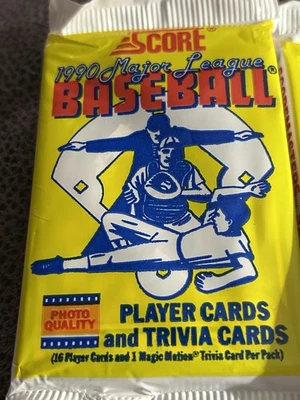 SCORE
1990 Major League
BASEBALL®
PHOTO
QUALITY
PLAYER CARDS
and TRIVIA CARDS
(16 Player Cards and 1 Magic Motion® Trivia Card Per Pack)